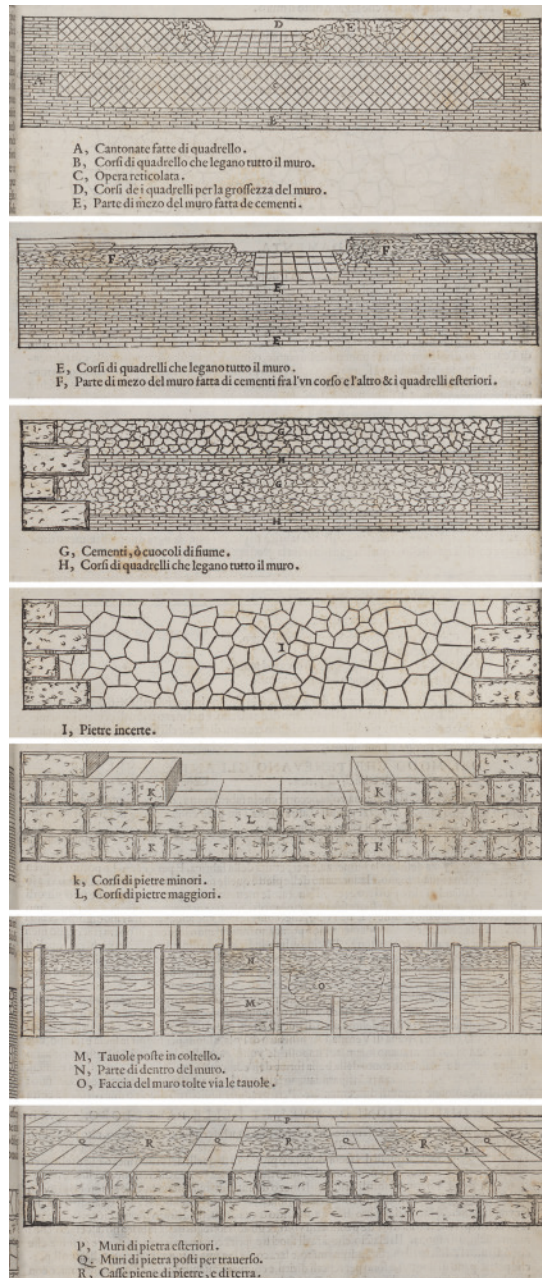 E D E
A C A
B
A, Cantonate fatte di quadrello.
B, Corſi di quadrello che legano tutto il muro.
C, Opera reticolata.
D, Corſi de i quadrelli per la groſſezza del muro.
E, Parte di mezo del muro fatta de cementi.
F F
E
E
E, Corſi di quadrelli che legano tutto il muro.
F, Parte di mezo del muro fatta di cementi fra l'vn corſo e l'altro & i quadrelli eſteriori.
G
H
G
H
G, Cementi, ò cuocoli di fiume.
H, Corſi di quadrelli che legano tutto il muro.
I
I, Pietre incerte.
K K
L
K K
k, Corſi di pietre minori.
L, Corſi di pietre maggiori.
N
O
M
M, Tauole poſte in coltello.
N, Parte di dentro del muro.
O, Faccia del muro tolte via le tauole.
P
Q R Q R Q R Q
P, Muri di pietra eſteriori.
Q, Muri di pietra poſti per trauerſo.
R, Caſſe piene di pietre, e di terra.